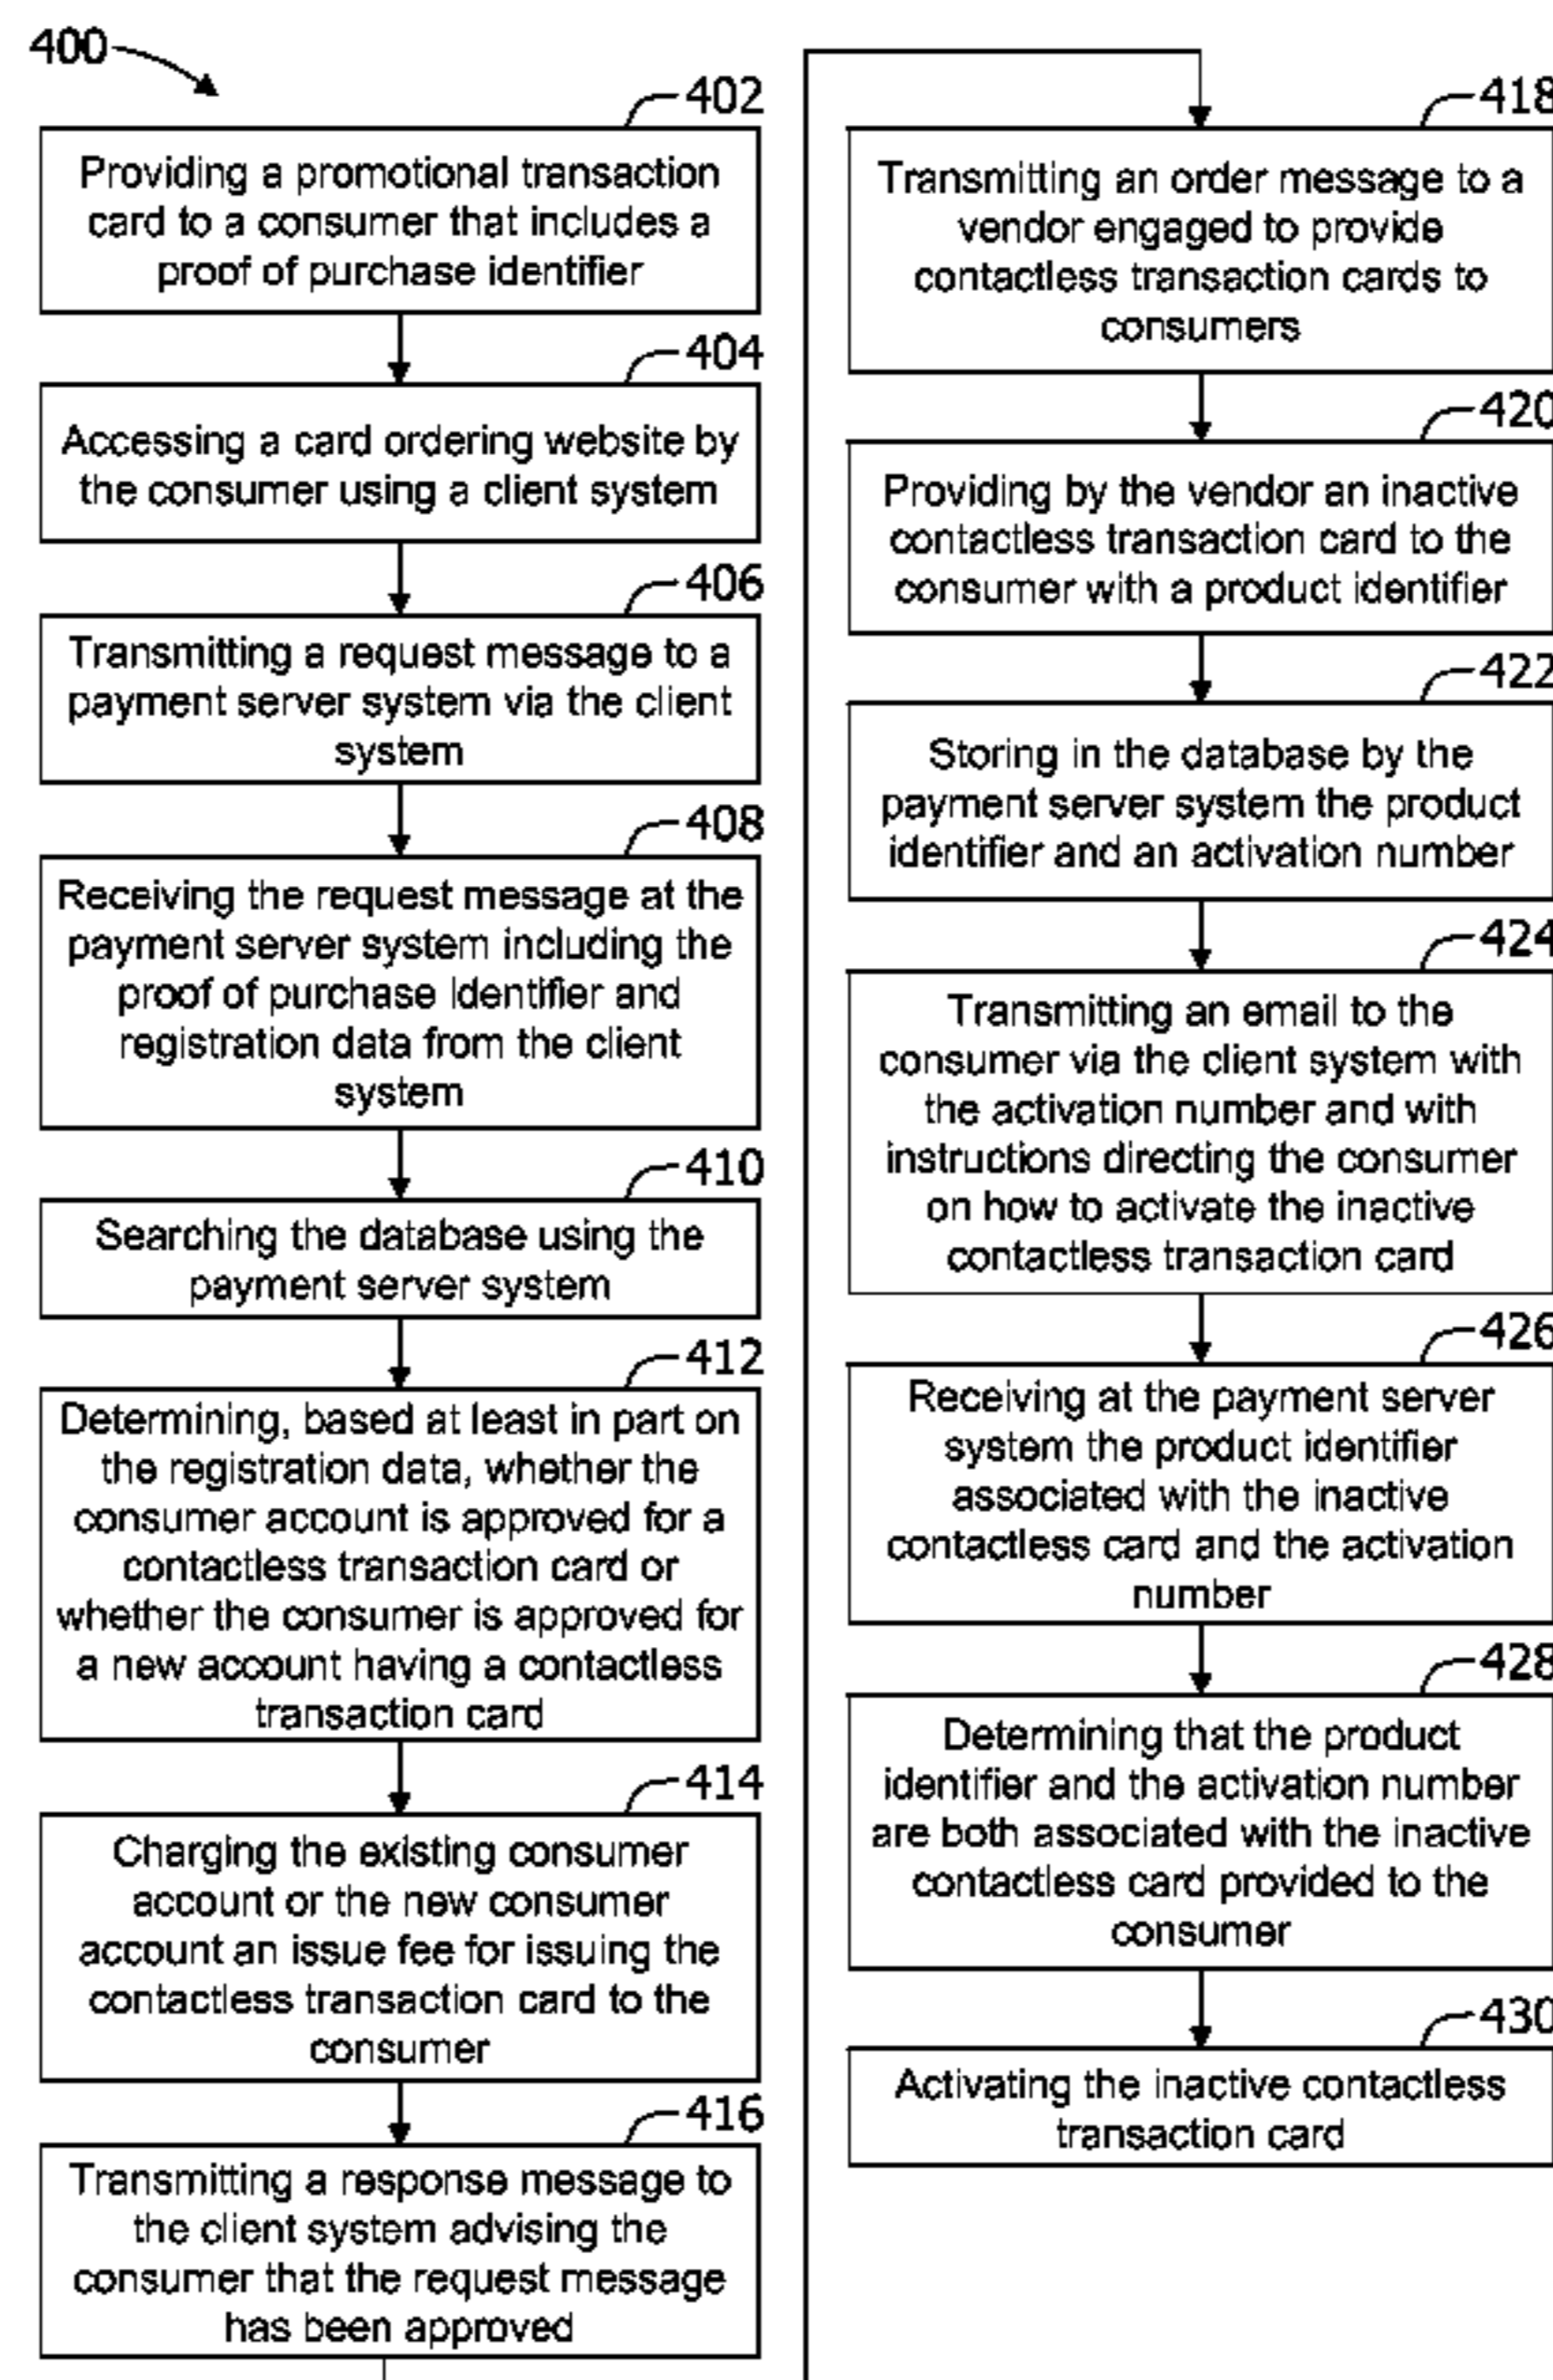 400
402
Providing a promotional transaction
card to a consumer that includes a
proof of purchase identifier
404
Accessing a card ordering website by
the consumer using a client system
406
Transmitting a request message to a
payment server system via the client
system
408
Receiving the request message at the
payment server system including the
proof of purchase identifier and
registration data from the client
system
410
Searching the database using the
payment server system
412
Determining, based at least in part on
the registration data, whether the
consumer account is approved for a
contactless transaction card or
whether the consumer is approved for
a new account having a contactless
transaction card
414
Charging the existing consumer
account or the new consumer
account an issue fee for issuing the
contactless transaction card to the
consumer
416
Transmitting a response message to
the client system advising the
consumer that the request message
has been approved
418
Transmitting an order message to a
vendor engaged to provide
contactless transaction cards to
consumers
420
Providing by the vendor an inactive
contactless transaction card to the
consumer with a product identifier
422
Storing in the database by the
payment server system the product
identifier and an activation number
424
Transmitting an email to the
consumer via the client system with
the activation number and with
instructions directing the consumer
on how to activate the inactive
contactless transaction card
426
Receiving at the payment server
system the product identifier
associated with the inactive
contactless card and the activation
number
428
Determining that the product
identifier and the activation number
are both associated with the inactive
contactless card provided to the
consumer
430
Activating the inactive contactless
transaction card